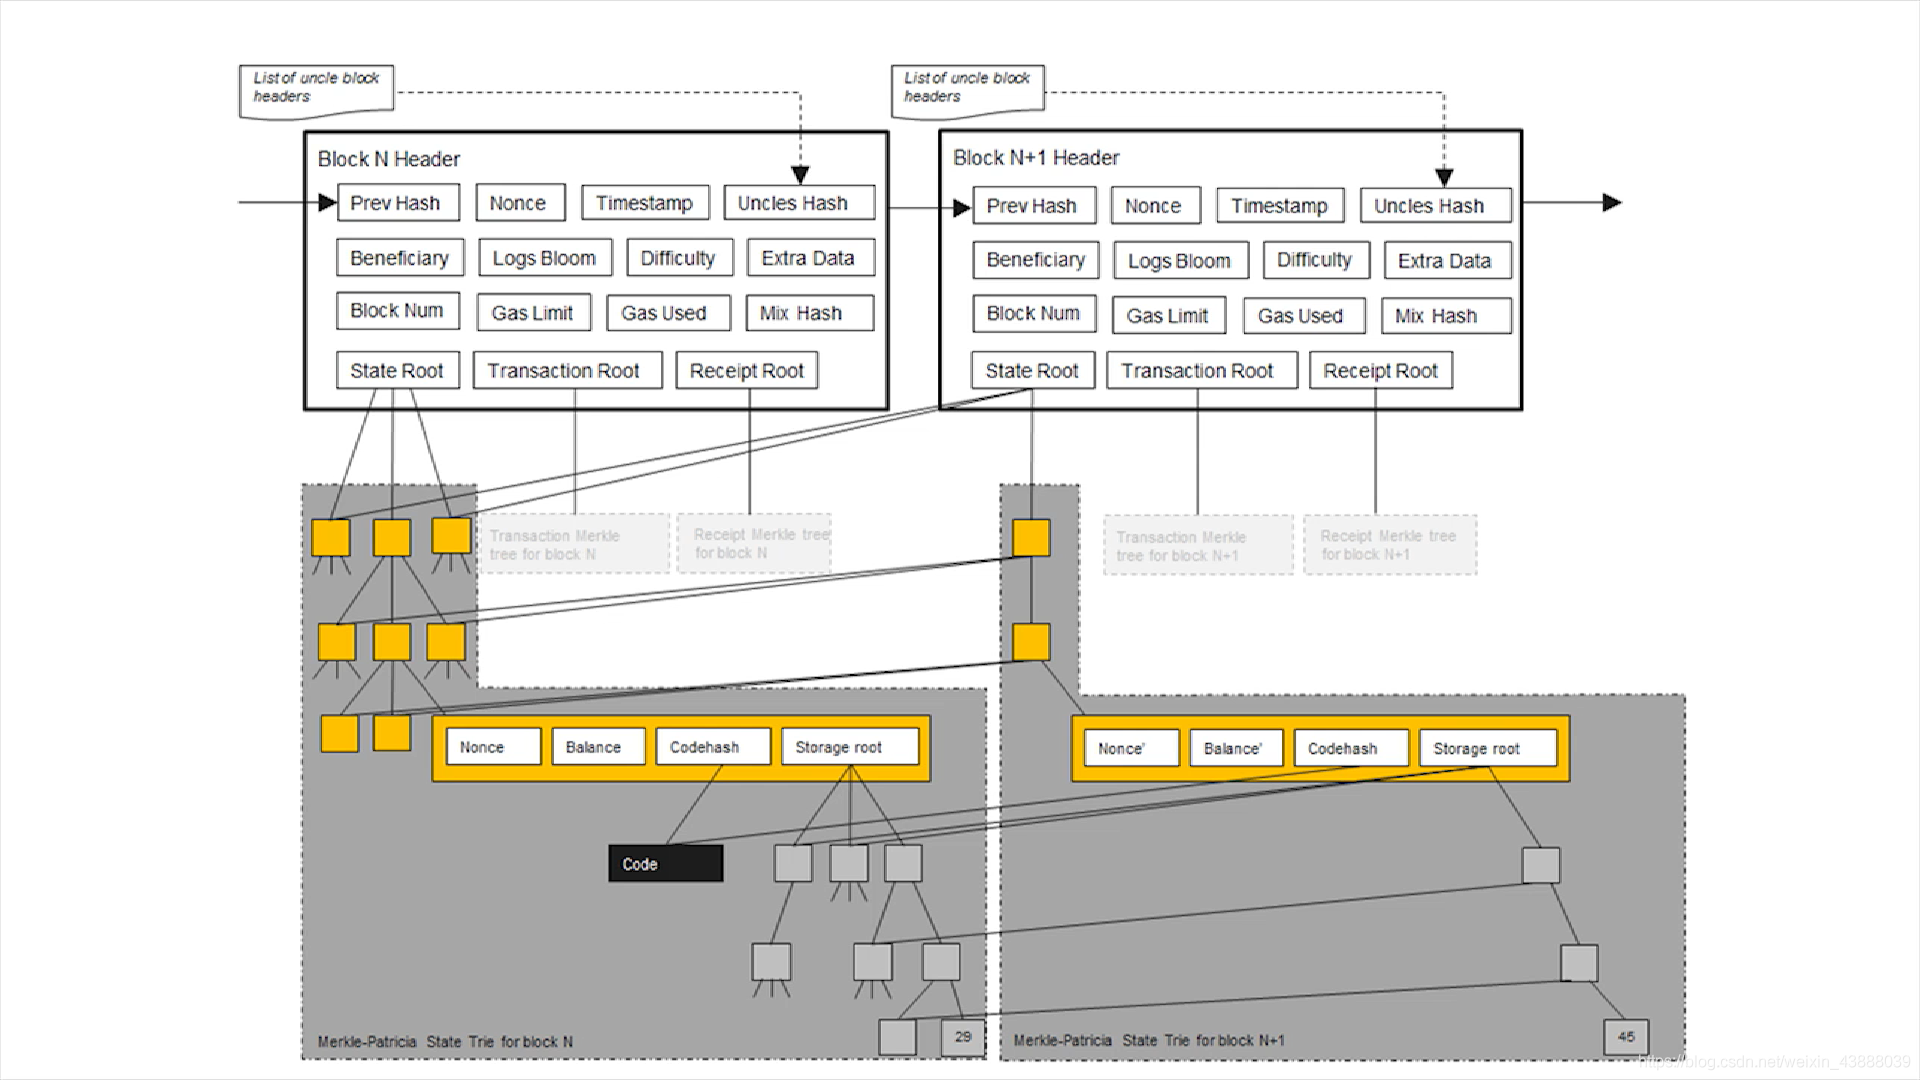 List of uncle block
headers
List of uncle block
headers
Block N Header
Prev Hash
Nonce
Timestamp
Uncles Hash
Beneficiary
Logs Bloom
Difficulty
Extra Data
Block Num
Gas Limit
Gas Used
Mix Hash
State Root
Transaction Root
Receipt Root
Block N+1 Header
Prev Hash
Nonce
Timestamp
Uncles Hash
Beneficiary
Logs Bloom
Difficulty
Extra Data
Block Num
Gas Limit
Gas Used
Mix Hash
State Root
Transaction Root
Receipt Root
Transaction Merkle
tree for block N
Receipt Merkle tree
for block N
Transaction Merkle
tree for block N+1
Receipt Merkle tree
for block N+1
Nonce
Balance
Codehash
Storage root
Nonce'
Balance'
Codehash
Storage root
Code
29
45
Merkle-Patricia State Trie for block N
Merkle-Patricia State Trie for block N+1
https://blog.csdn.net/weixin_43888039